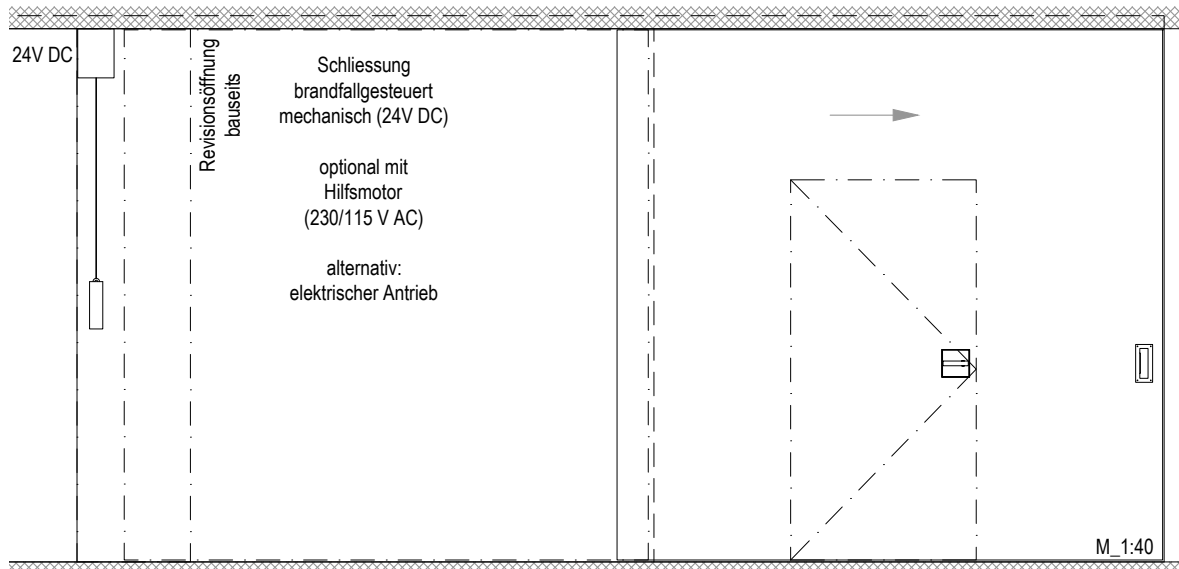 24V DC
Revisionsöffnung
bauseits
Schliessung
brandfallgesteuert
mechanisch (24V DC)
optional mit
Hilfsmotor
(230/115 V AC)
alternativ:
elektrischer Antrieb
M_1:40